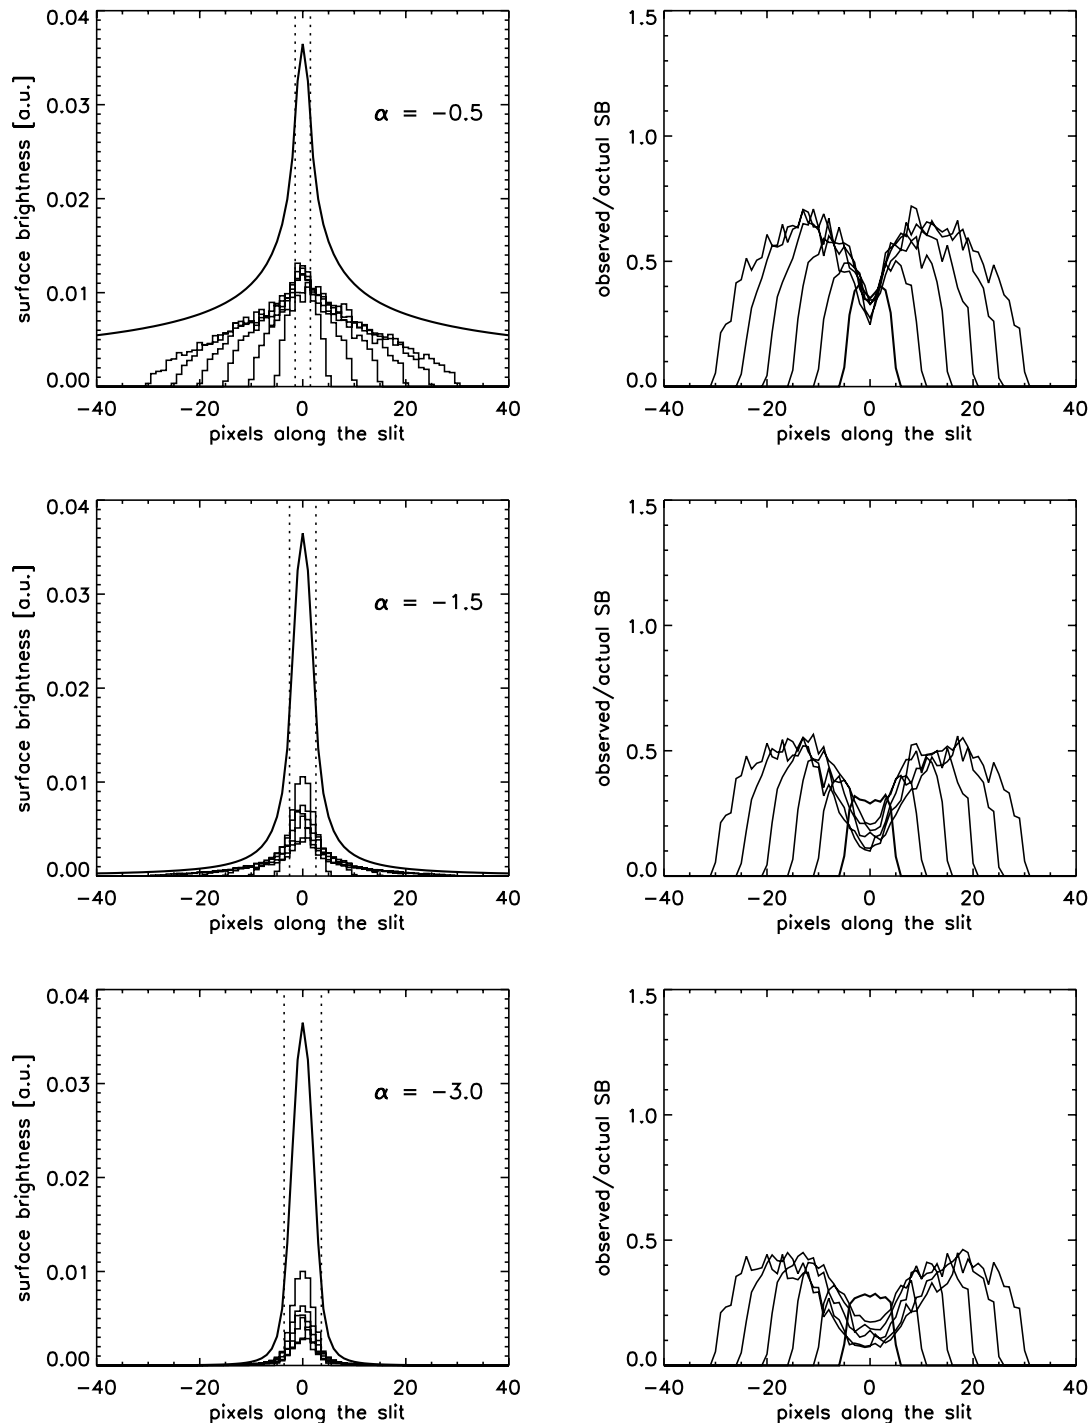 0.04
0.03
0.02
0.01
0.00
surface brightness [a.u.]
α = −0.5
−40 −20 0 20 40
pixels along the slit
1.5
1.0
0.5
0.0
observed/actual SB
−40 −20 0 20 40
pixels along the slit
0.04
0.03
0.02
0.01
0.00
surface brightness [a.u.]
α = −1.5
−40 −20 0 20 40
pixels along the slit
1.5
1.0
0.5
0.0
observed/actual SB
−40 −20 0 20 40
pixels along the slit
0.04
0.03
0.02
0.01
0.00
surface brightness [a.u.]
α = −3.0
−40 −20 0 20 40
pixels along the slit
1.5
1.0
0.5
0.0
observed/actual SB
−40 −20 0 20 40
pixels along the slit